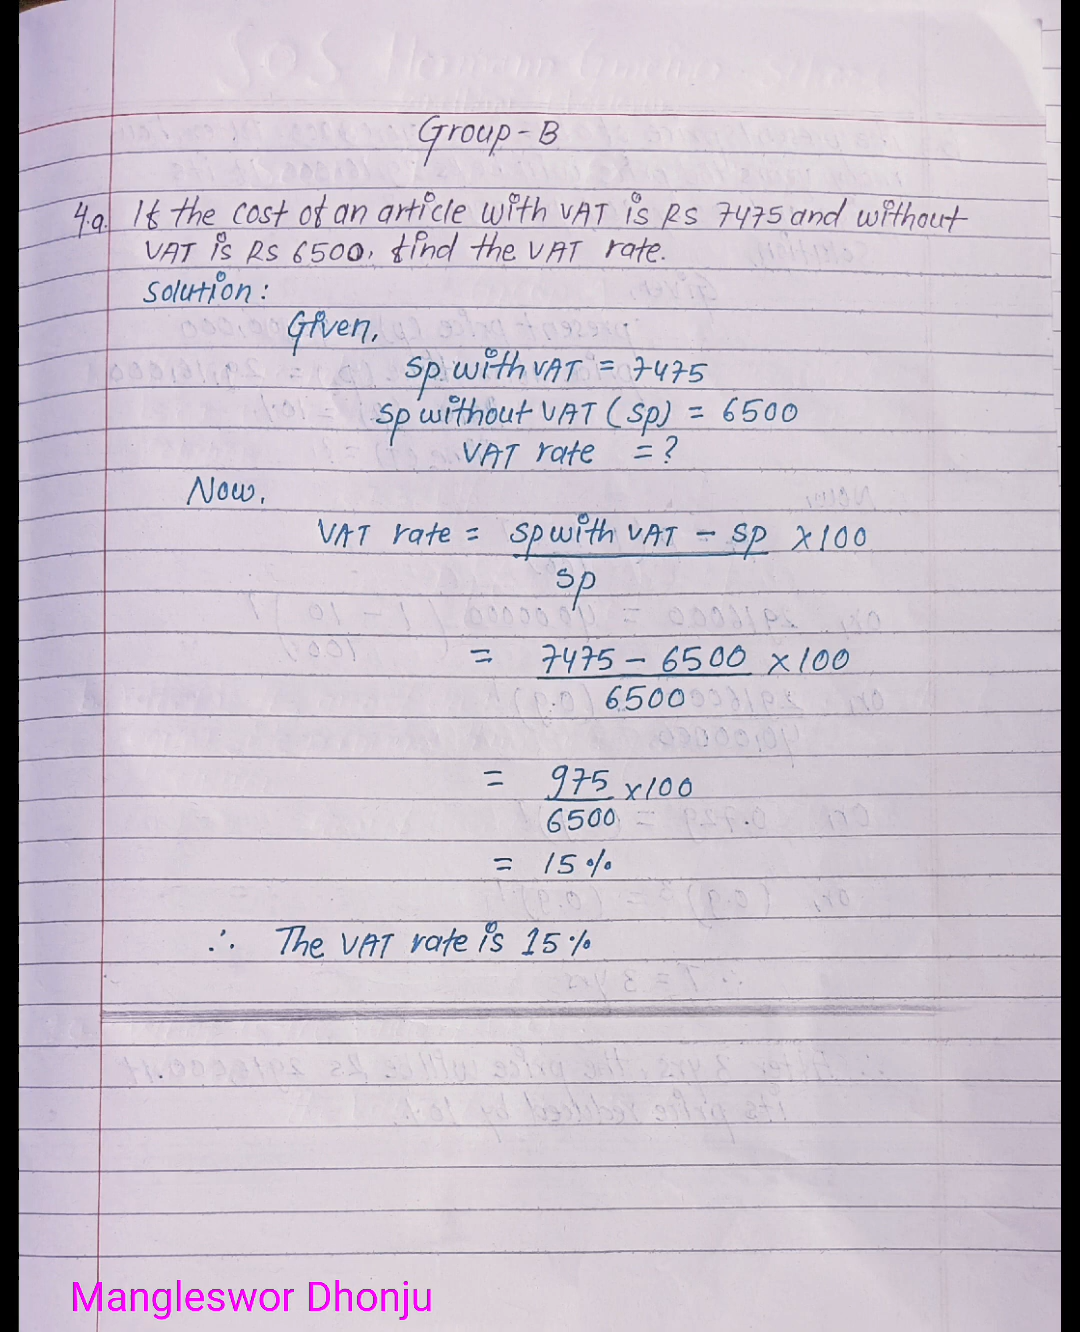 Group-B
4.a. If the cost of an article with VAT is Rs 7475 and without
VAT is Rs 6500, find the VAT rate.
Solution:
Given,
SP with VAT = 7475
SP without VAT (SP) = 6500
VAT rate = ?
Now,
VAT rate = SP with VAT - SP × 100
SP
= 7475 - 6500 × 100
6500
= 975 × 100
6500
= 15%
∴ The VAT rate is 15%
Mangleswor Dhonju